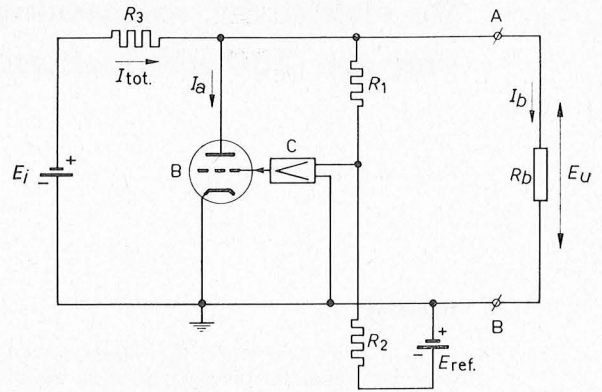 R3
A
Itot.
Ia
R1
Ib
C
Ei
+
-
B
Rb
Eu
B
R2
+
-
Eref.